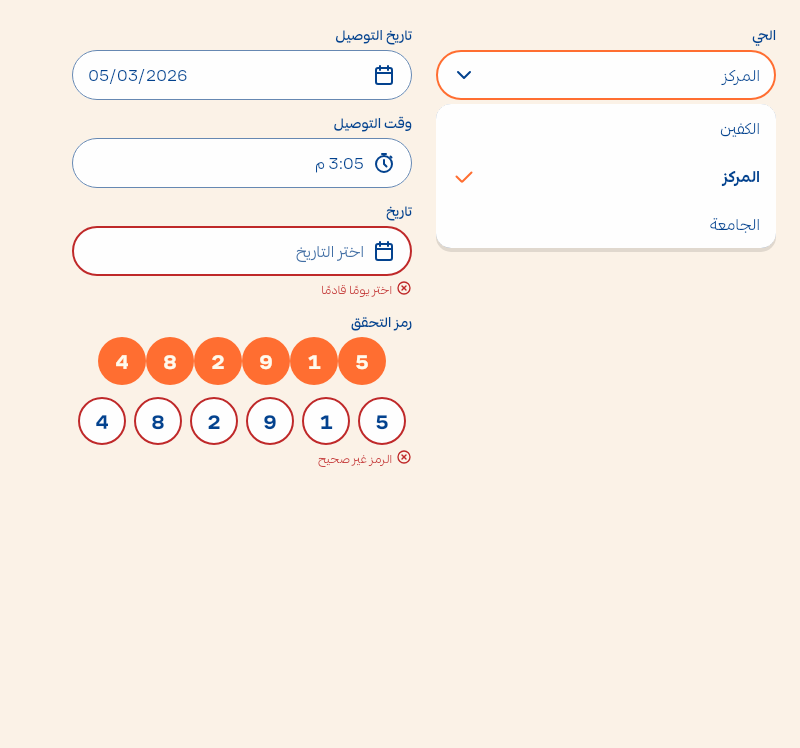 الحي
المركز
الكفين
المركز
الجامعة
تاريخ التوصيل
05/03/2026
وقت التوصيل
3:05 م
تاريخ
اختر التاريخ
اختر يومًا قادمًا
رمز التحقق
4 8 2 9 1 5
4 8 2 9 1 5
الرمز غير صحيح